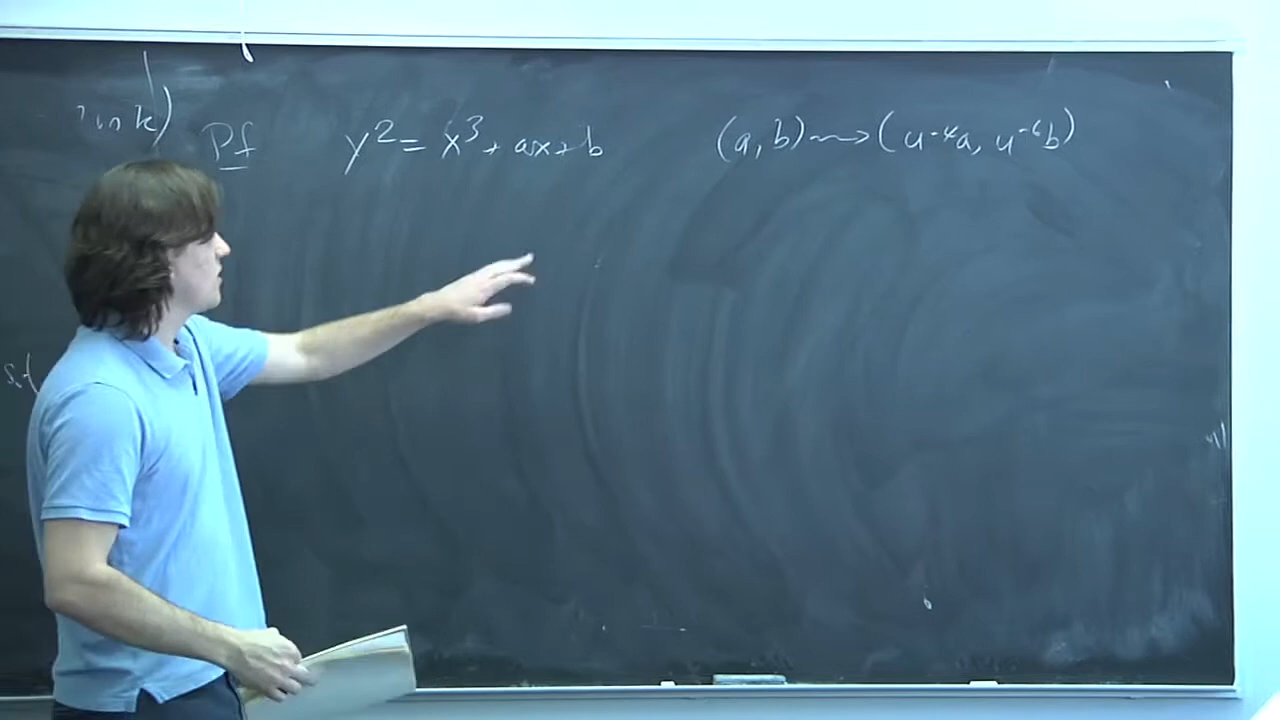 in k)
Pf y² = x³ + ax + b (a, b) ⇝ (u⁻⁴a, u⁻⁶b)